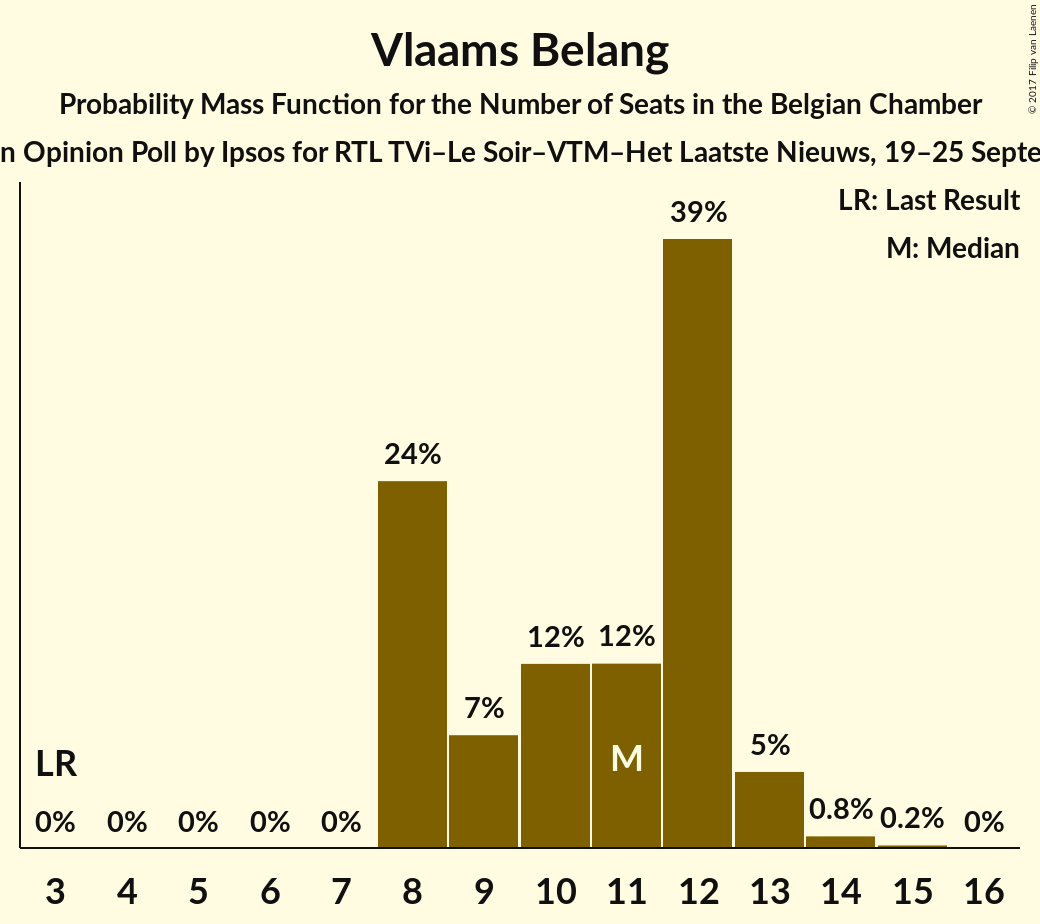 Vlaams Belang
Probability Mass Function for the Number of Seats in the Belgian Chamber
n Opinion Poll by Ipsos for RTL TVi–Le Soir–VTM–Het Laatste Nieuws, 19–25 Septe
© 2017 Filip van Laenen
LR: Last Result
M: Median
39%
24%
12% 12%
7%
5%
LR
M
0% 0% 0% 0% 0% 0.8% 0.2% 0%
3 4 5 6 7 8 9 10 11 12 13 14 15 16